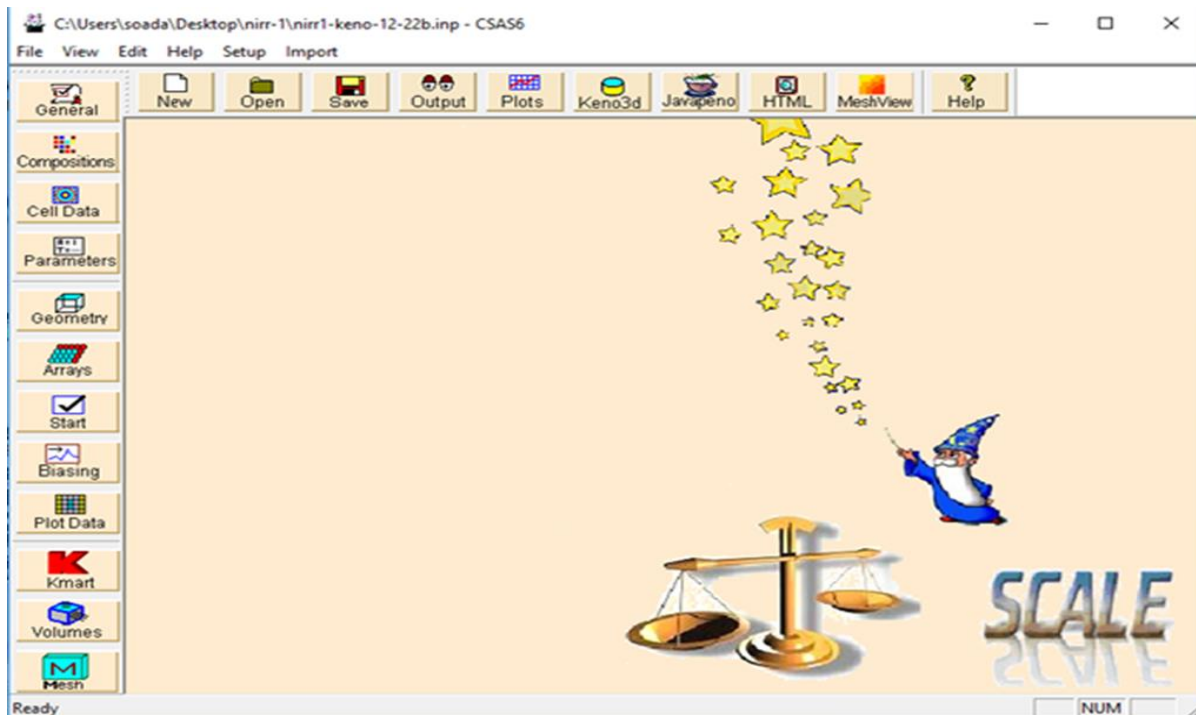 C:\Users\soada\Desktop\nirr-1\nirr1-keno-12-22b.inp - CSAS6
File View Edit Help Setup Import
New Open Save Output Plots Keno3d Javapeno HTML MeshView Help
General
Compositions
Cell Data
Parameters
Geometry
Arrays
Start
Biasing
Plot Data
Kmart
Volumes
Mesh
SCALE
Ready NUM